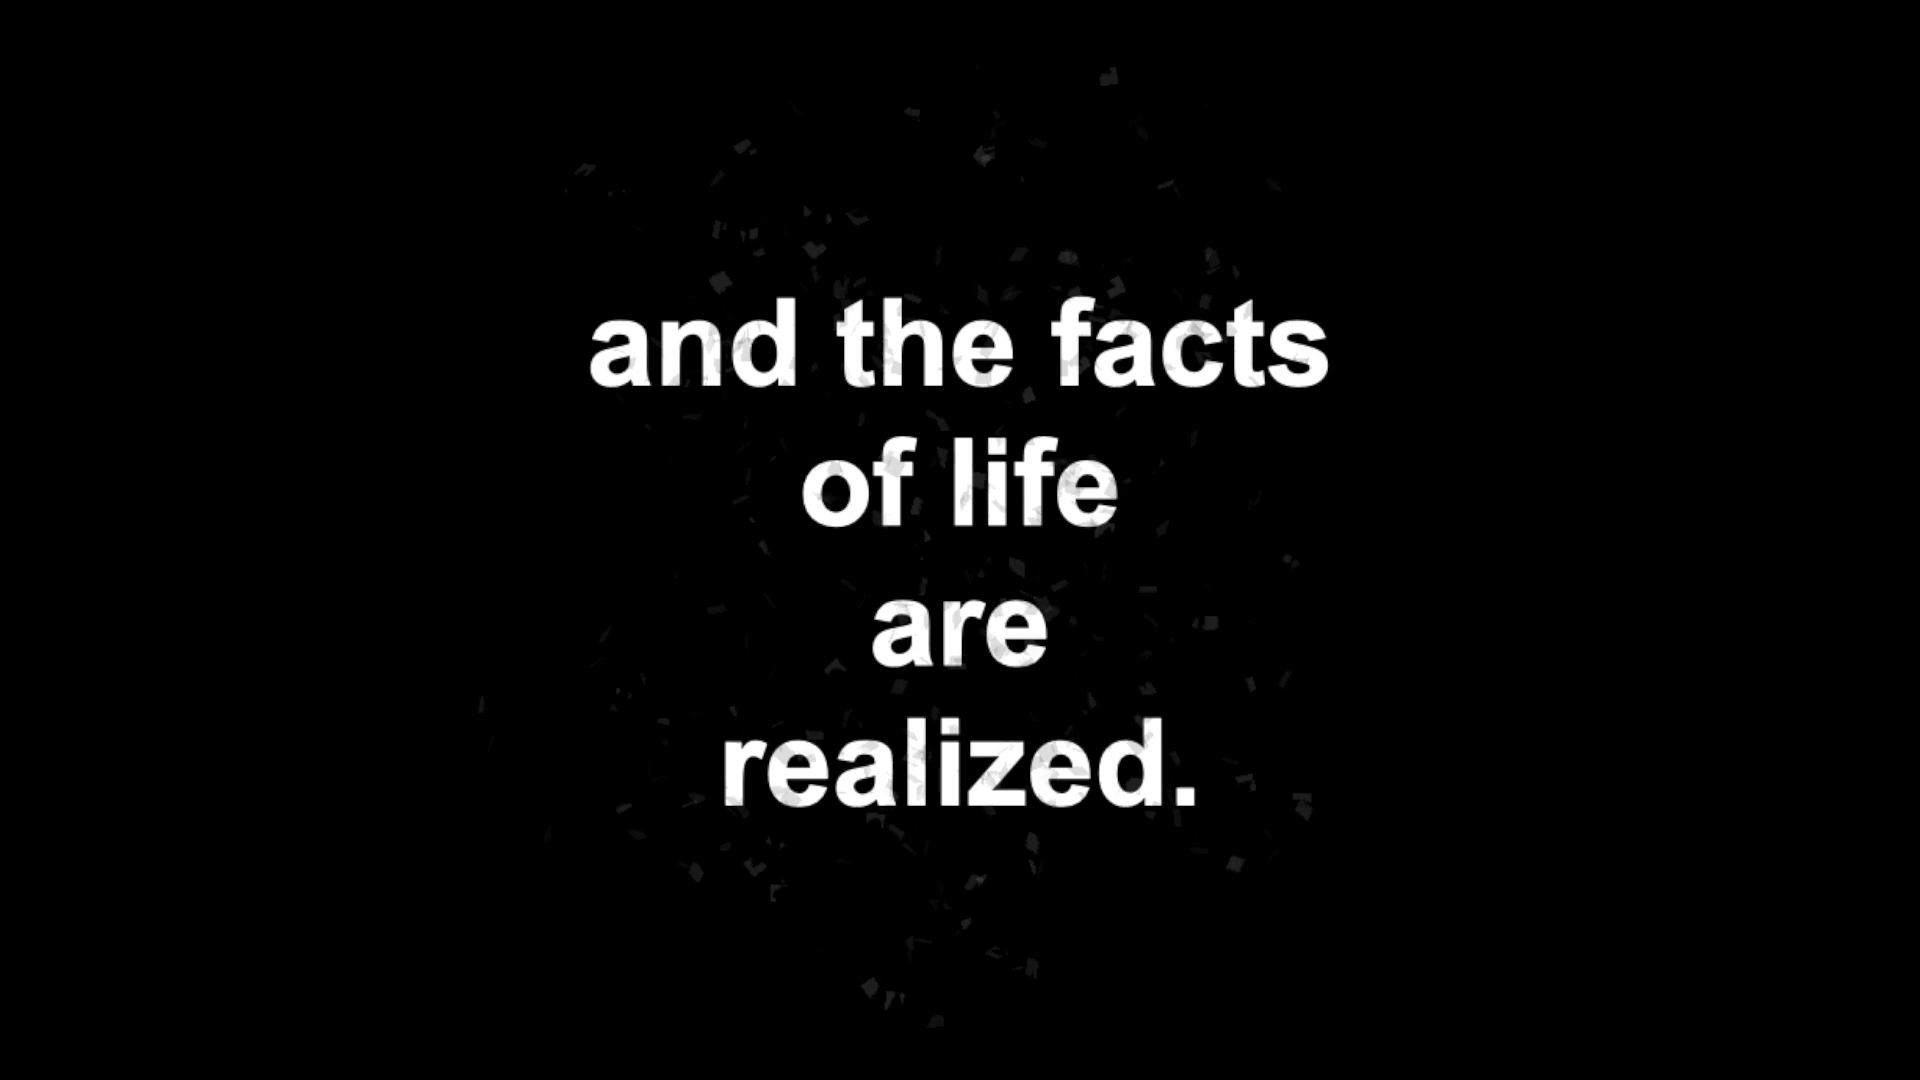 and the facts
of life
are
realized.